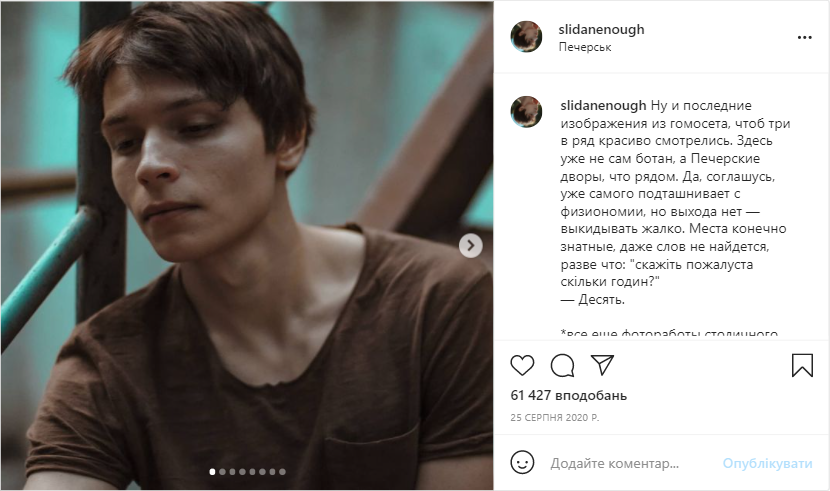 slidanenough
Печерськ
slidanenough Ну и последние
изображения из гомосета, чтоб три
в ряд красиво смотрелись. Здесь
уже не сам ботан, а Печерские
дворы, что рядом. Да, соглашусь,
уже самого подташнивает с
физиономии, но выхода нет —
выкидывать жалко. Места конечно
знатные, даже слов не найдется,
разве что: "скажіть пожалуста
скільки годин?"
— Десять.
*все еще фотоработы столичного
61 427 вподобань
25 СЕРПНЯ 2020 Р.
Додайте коментар...
Опублікувати